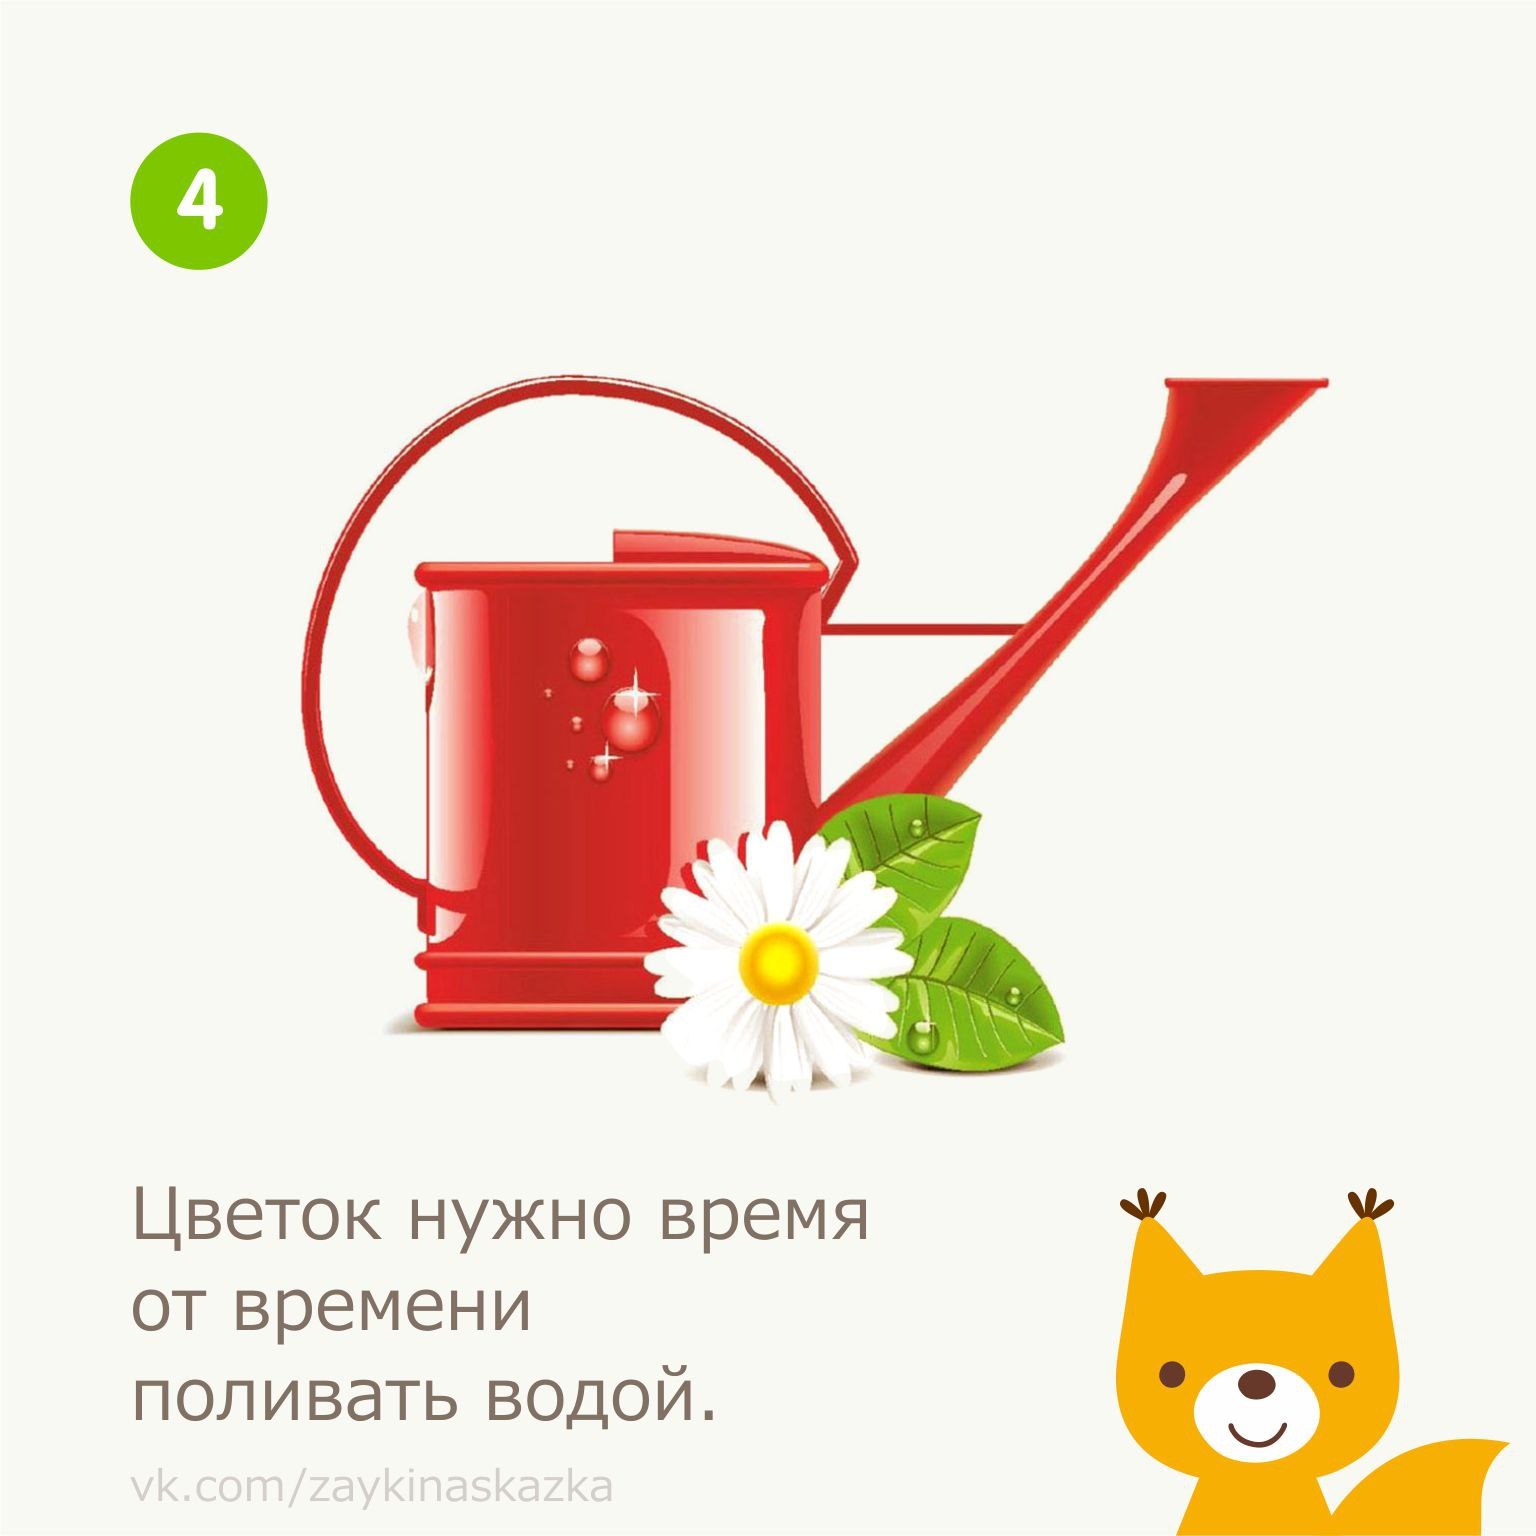 4
Цветок нужно время
от времени
поливать водой.
vk.com/zaykinaskazka